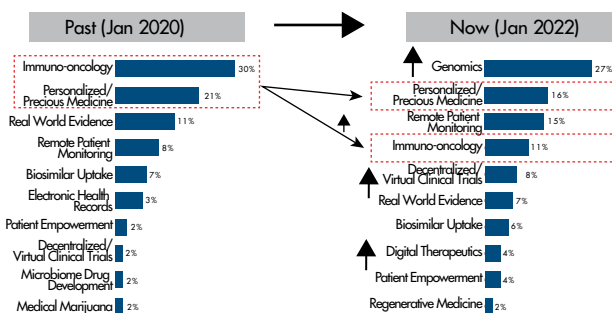 Past (Jan 2020)
Immuno-oncology
30%
Personalized/
Precious Medicine
21%
Real World Evidence
11%
Remote Patient
Monitoring
8%
Biosimilar Uptake
7%
Electronic Health
Records
3%
Patient Empowerment
2%
Decentralized/
Virtual Clinical Trials
2%
Microbiome Drug
Development
2%
Medical Marijuana
2%
Now (Jan 2022)
Genomics
27%
Personalized/
Precious Medicine
16%
Remote Patient
Monitoring
15%
Immuno-oncology
11%
Decentralized/
Virtual Clinical Trials
8%
Real World Evidence
7%
Biosimilar Uptake
6%
Digital Therapeutics
4%
Patient Empowerment
4%
Regenerative Medicine
2%